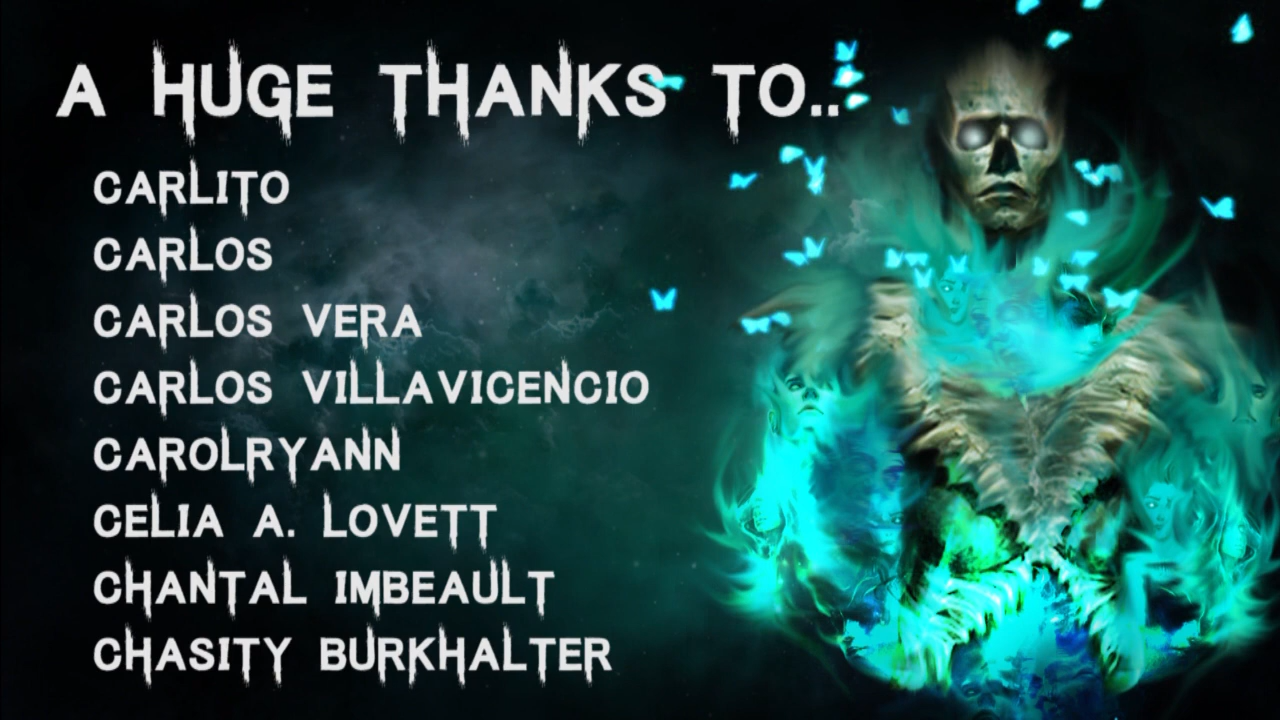 A HUGE THANKS TO..
CARLITO
CARLOS
CARLOS VERA
CARLOS VILLAVICENCIO
CAROLRYANN
CELIA A. LOVETT
CHANTAL IMBEAULT
CHASITY BURKHALTER